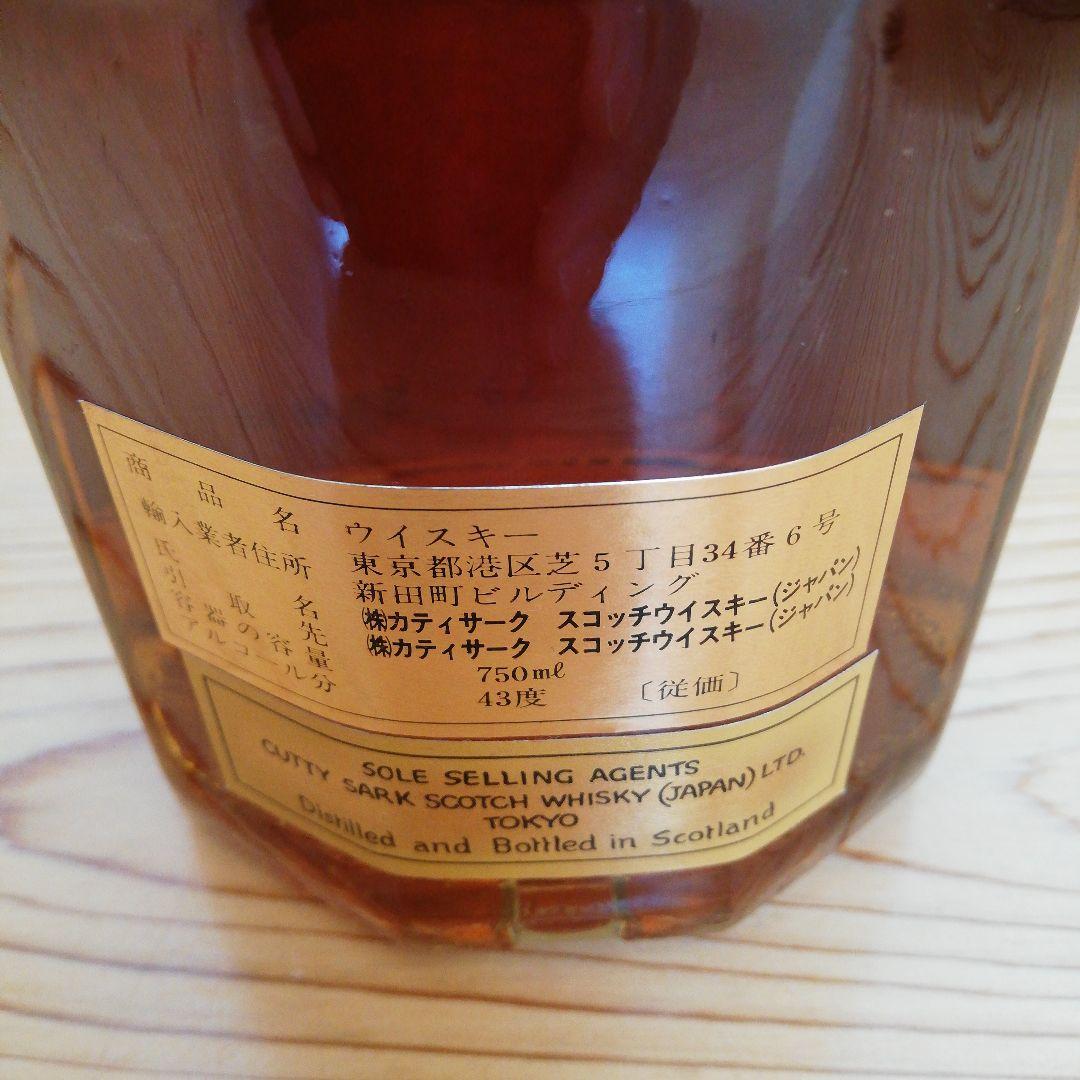 商品名 ウイスキー
輸入業者住所 東京都港区芝5丁目34番6号
新田町ビルディング
氏名 ㈱カティサーク スコッチウイスキー(ジャパン)
引取先 ㈱カティサーク スコッチウイスキー(ジャパン)
容器の容量 750㎖
アルコール分 43度 〔従価〕
SOLE SELLING AGENTS
CUTTY SARK SCOTCH WHISKY (JAPAN) LTD.
TOKYO
Distilled and Bottled in Scotland